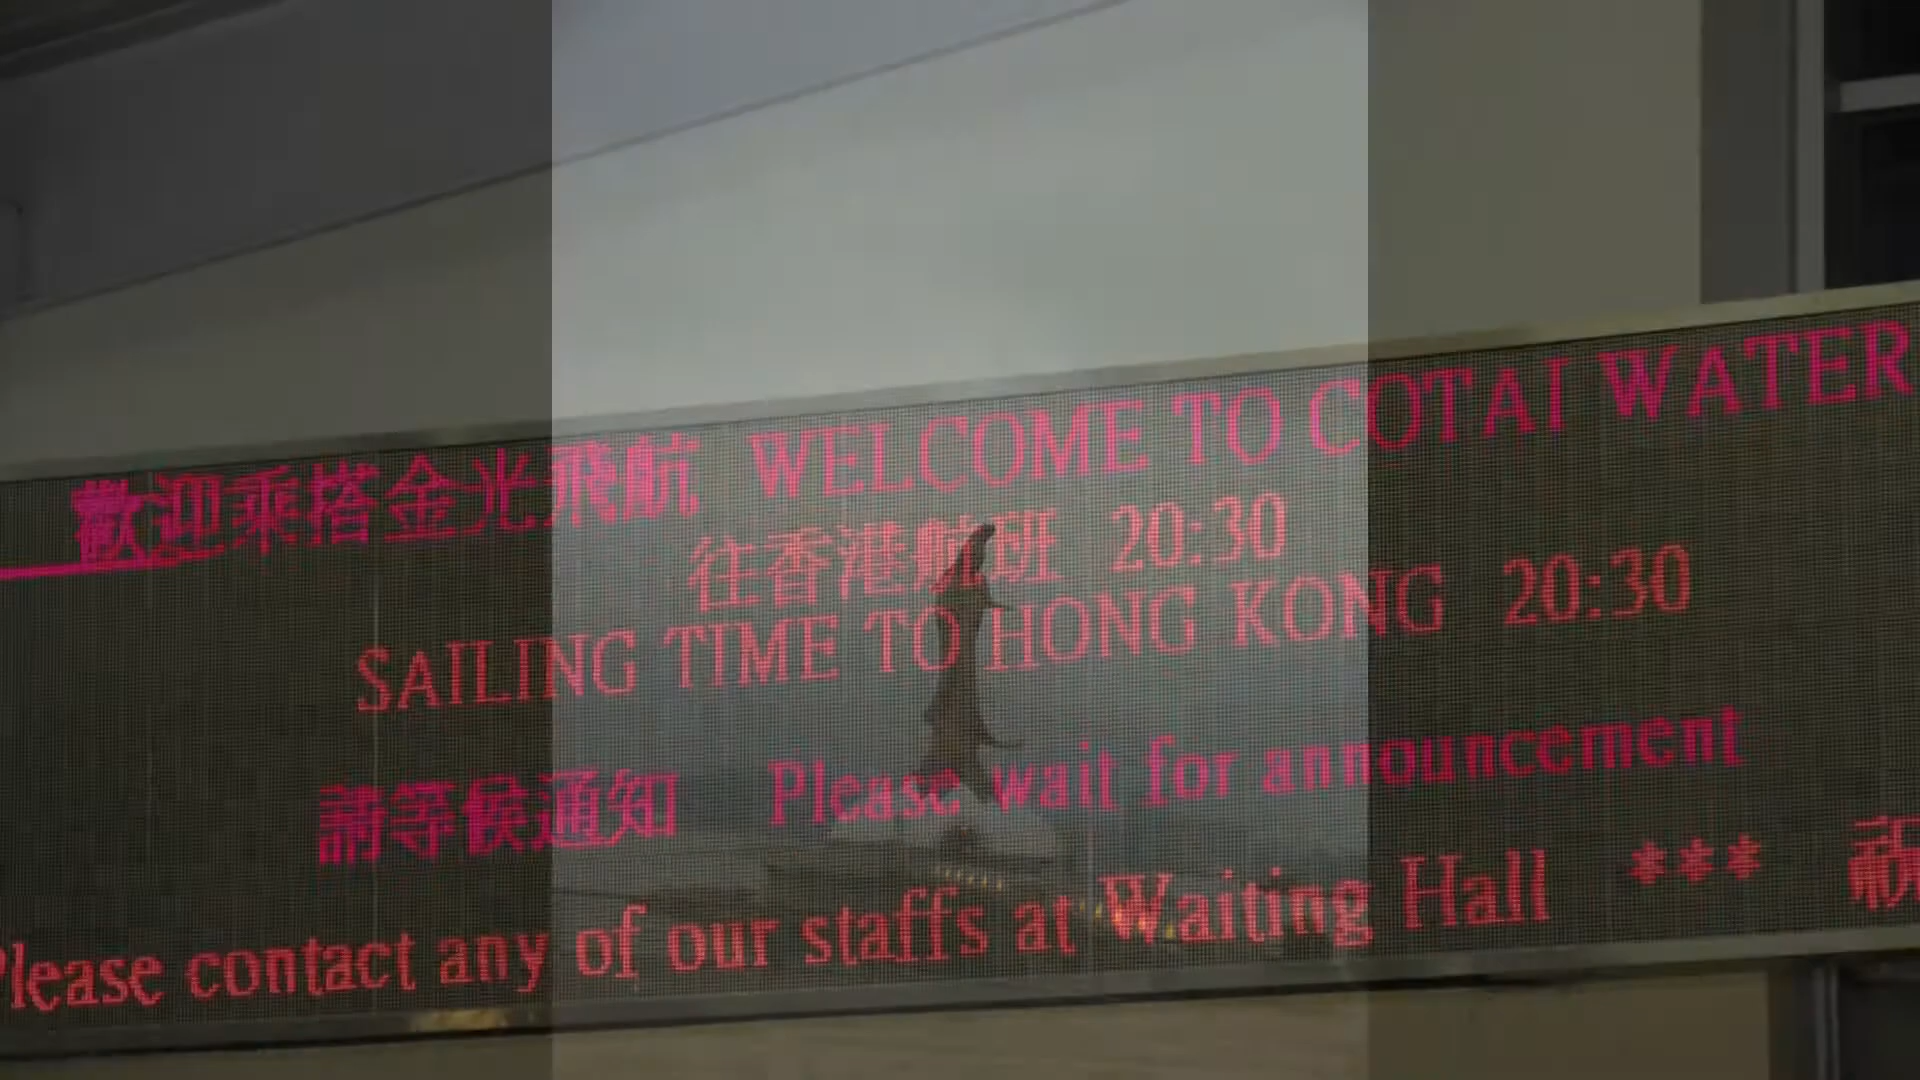 歡迎乘搭金光飛航 WELCOME TO COTAI WATER
往香港航班 20:30
SAILING TIME TO HONG KONG 20:30
請等候通知 Please wait for announcement
Please contact any of our staffs at Waiting Hall *** 祝